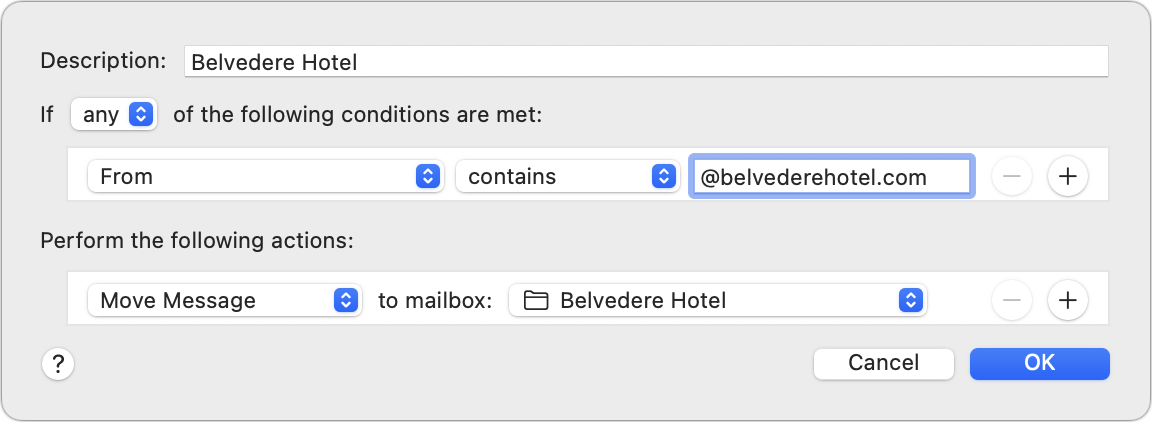 Description: Belvedere Hotel
If any of the following conditions are met:
From contains @belvederehotel.com
Perform the following actions:
Move Message to mailbox: Belvedere Hotel
? Cancel OK